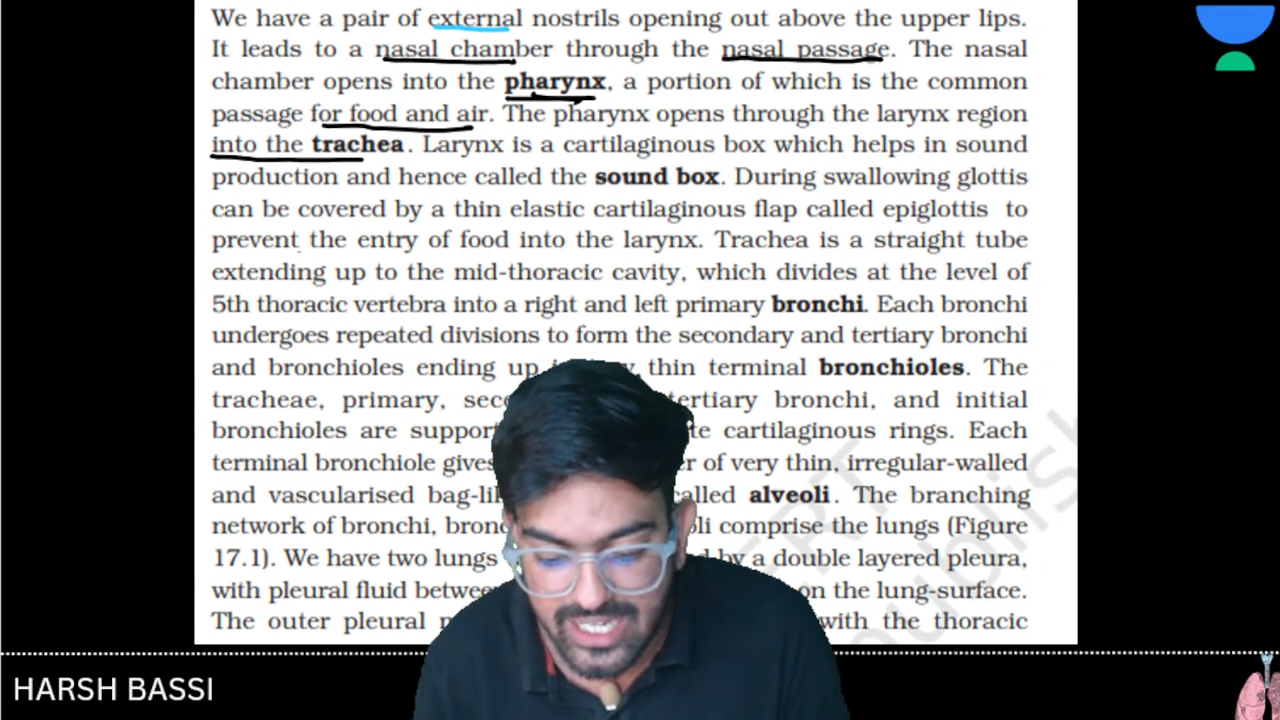 We have a pair of external nostrils opening out above the upper lips.
It leads to a nasal chamber through the nasal passage. The nasal
chamber opens into the pharynx, a portion of which is the common
passage for food and air. The pharynx opens through the larynx region
into the trachea. Larynx is a cartilaginous box which helps in sound
production and hence called the sound box. During swallowing glottis
can be covered by a thin elastic cartilaginous flap called epiglottis to
prevent the entry of food into the larynx. Trachea is a straight tube
extending up to the mid-thoracic cavity, which divides at the level of
5th thoracic vertebra into a right and left primary bronchi. Each bronchi
undergoes repeated divisions to form the secondary and tertiary bronchi
and bronchioles ending up thin terminal bronchioles. The
tracheae, primary, tertiary bronchi, and initial
bronchioles are cartilaginous rings. Each
terminal bronchiole of very thin, irregular-walled
and vascularised called alveoli. The branching
network of bronchi, comprise the lungs (Figure
17.1). We have two lungs by a double layered pleura,
with pleural fluid on the lung-surface.
The outer pleural with the thoracic
HARSH BASSI